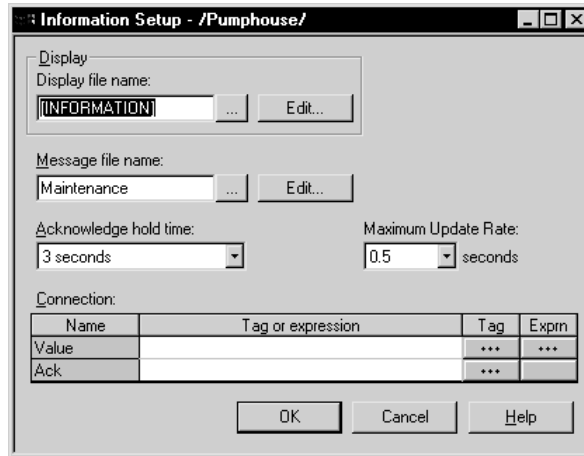 Information Setup - /Pumphouse/
Display
Display file name:
[INFORMATION]
...
Edit...
Message file name:
Maintenance
...
Edit...
Acknowledge hold time:
Maximum Update Rate:
3 seconds
0.5
seconds
Connection:
Name Tag or expression Tag Exprn
Value ••• •••
Ack •••
OK Cancel Help